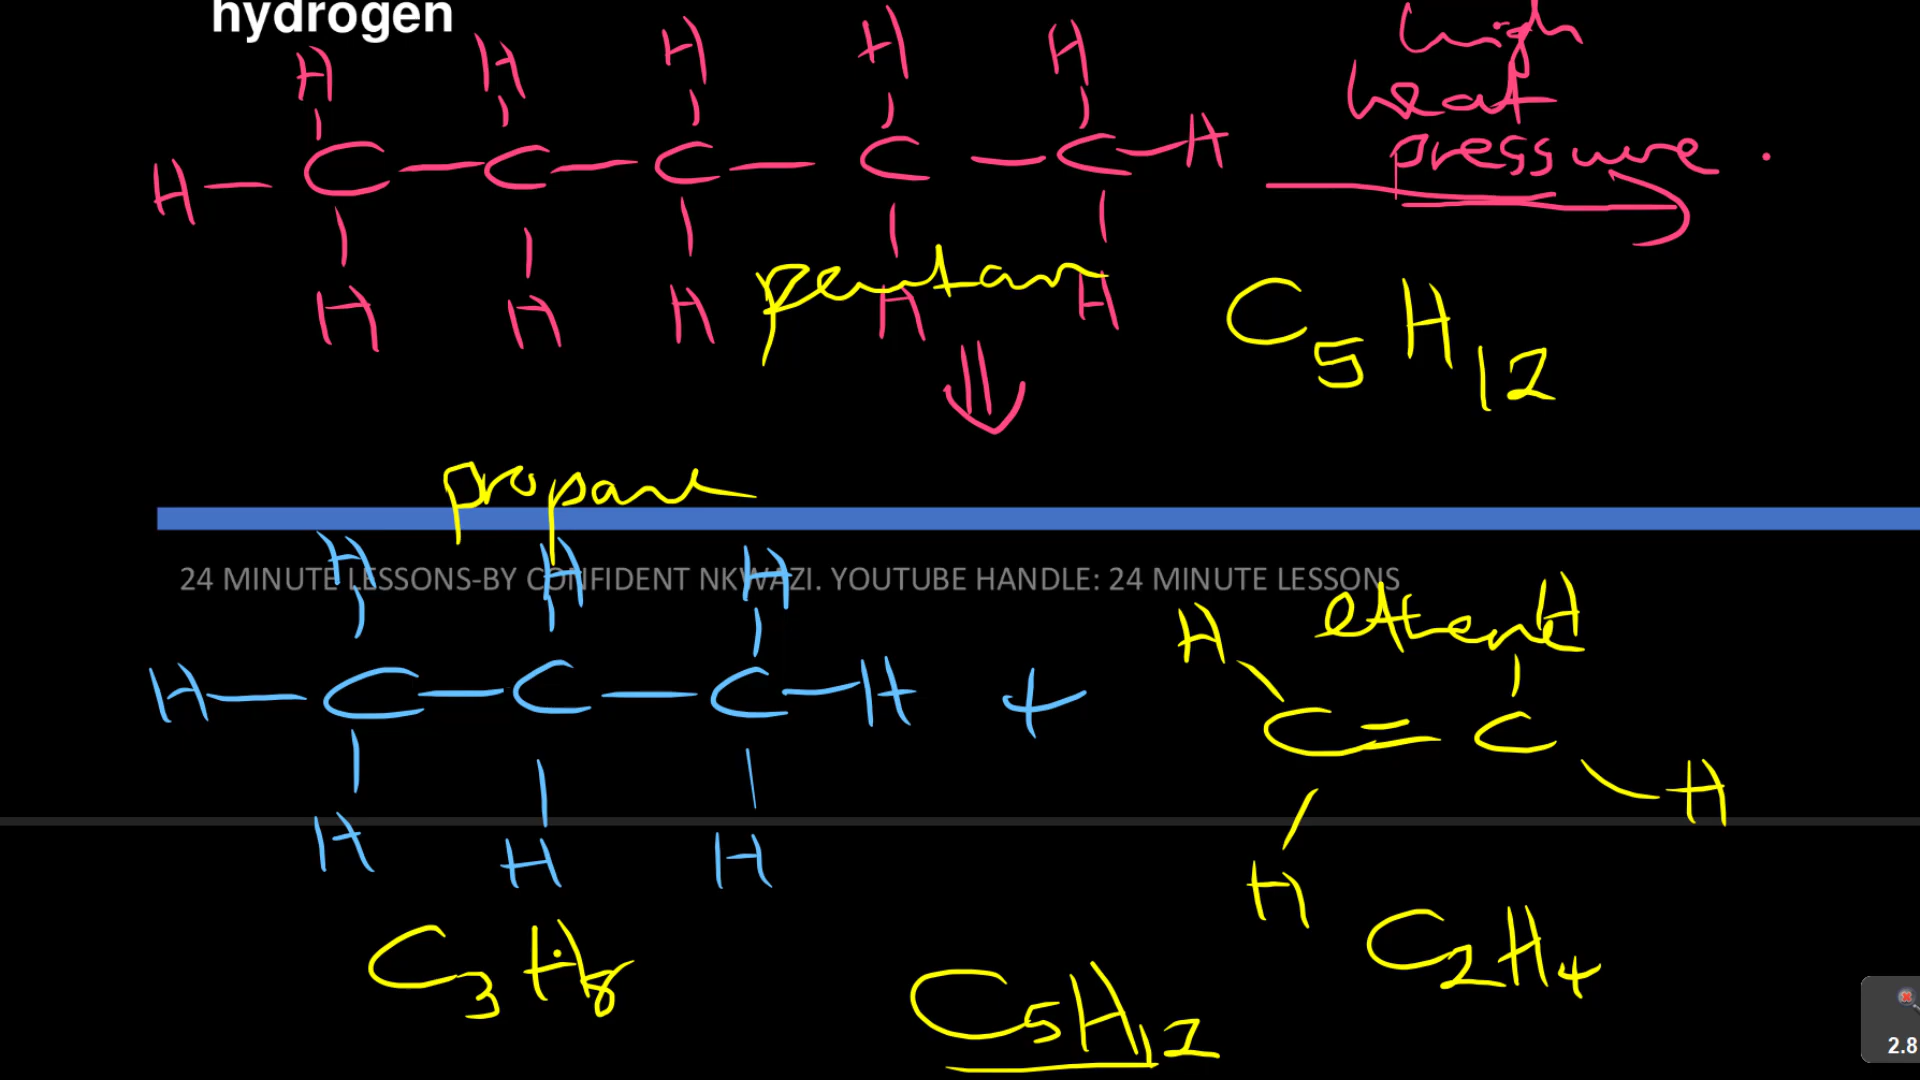 hydrogen
high
heat
pressure.
H H H H H
H—C—C—C—C—C—H
H H H H H
pentan
C5H12
propane
24 MINUTE LESSONS-BY CONFIDENT NKWAZI. YOUTUBE HANDLE: 24 MINUTE LESSONS
ethene
H H H
H—C—C—C—H +
H H H
H H
C=C
H H
C3H8
C2H4
C5H12
2.8